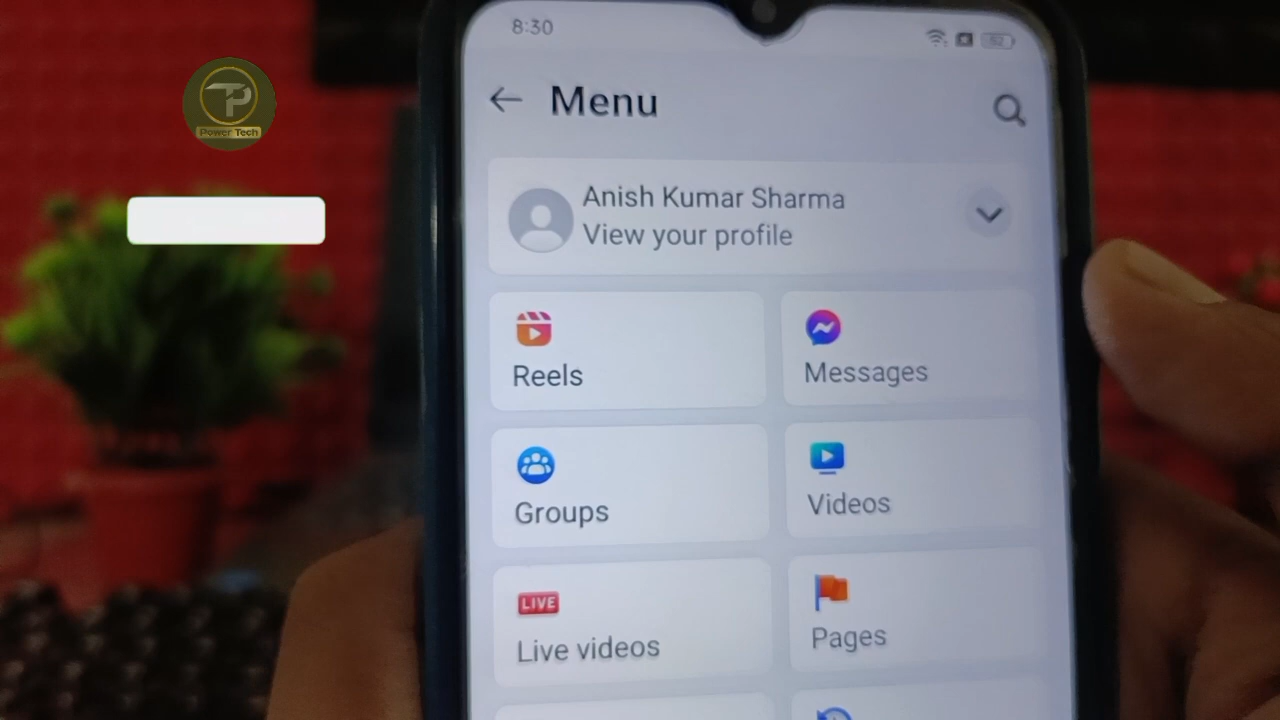 8:30
TP
Power Tech
Menu
Anish Kumar Sharma
View your profile
Reels
Messages
Groups
Videos
LIVE
Live videos
Pages